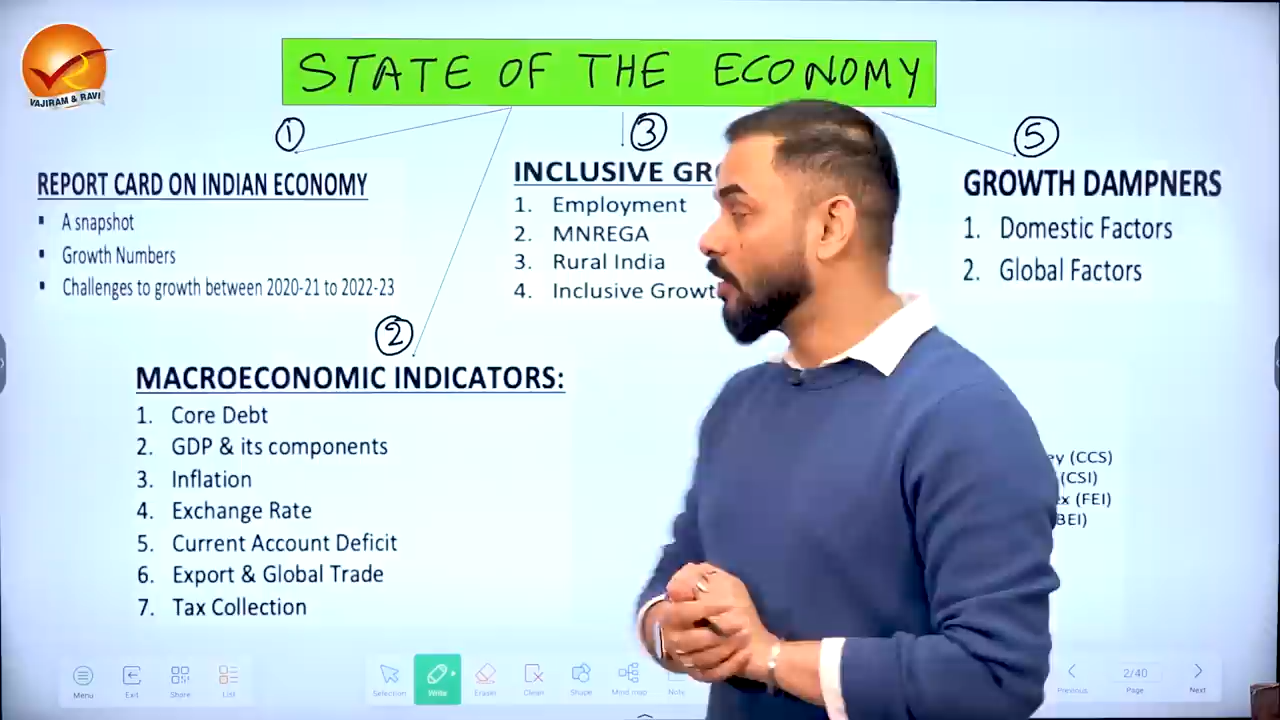 VAJIRAM & RAVI
STATE OF THE ECONOMY
1
REPORT CARD ON INDIAN ECONOMY
▪ A snapshot
▪ Growth Numbers
▪ Challenges to growth between 2020-21 to 2022-23
2
MACROECONOMIC INDICATORS:
1. Core Debt
2. GDP & its components
3. Inflation
4. Exchange Rate
5. Current Account Deficit
6. Export & Global Trade
7. Tax Collection
3
INCLUSIVE
1. Employment
2. MNREGA
3. Rural India
4. Inclusive
5
GROWTH DAMPNERS
1. Domestic Factors
2. Global Factors
(CCS)
(CSI)
(FEI)
BEI)
Menu
Exit
Share
List
Selection
Write
Eraser
Clean
Shape
Mind map
Note
Previous
2/40
Page
Next